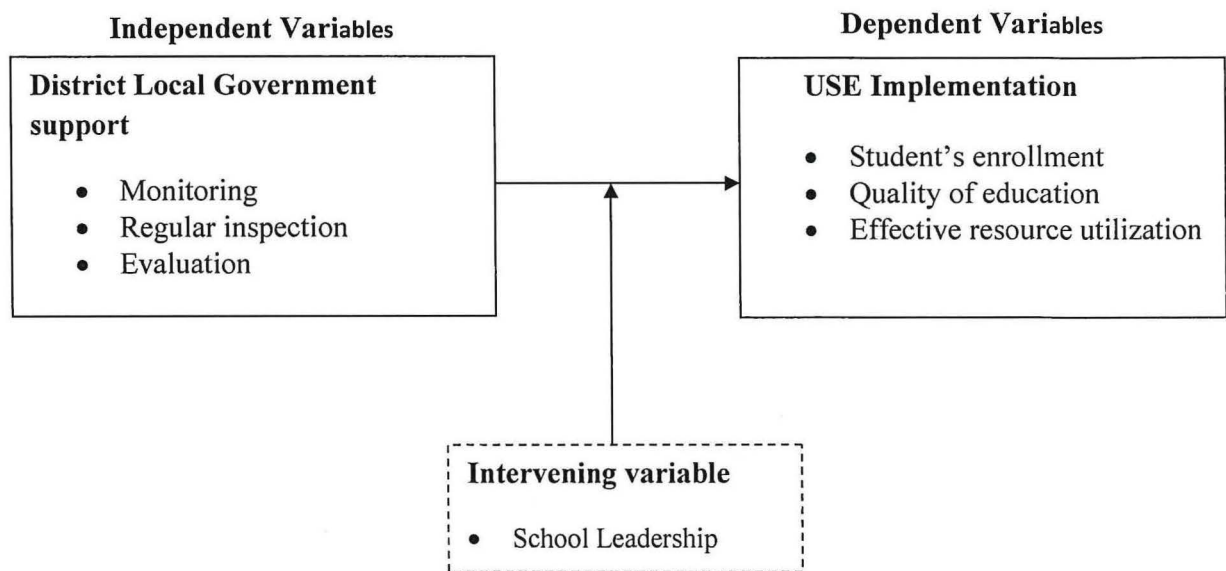 Independent Variables
Dependent Variables
District Local Government
support
• Monitoring
• Regular inspection
• Evaluation
USE Implementation
• Student's enrollment
• Quality of education
• Effective resource utilization
Intervening variable
• School Leadership